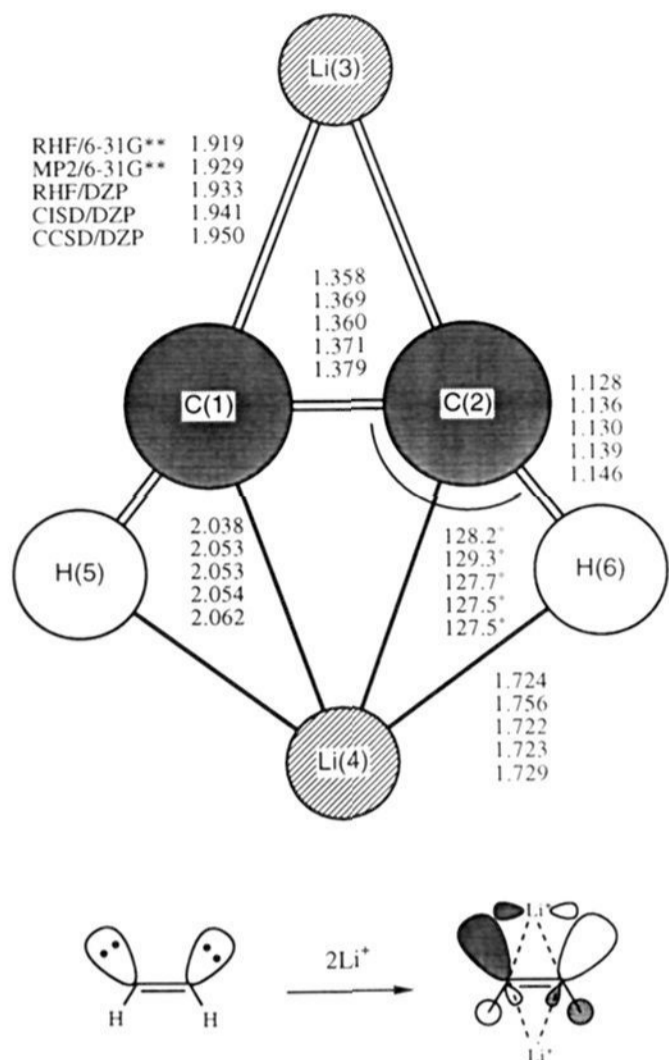 Li(3)
RHF/6-31G** 1.919
MP2/6-31G** 1.929
RHF/DZP 1.933
CISD/DZP 1.941
CCSD/DZP 1.950
1.358
1.369
1.360
1.371
1.379
C(1)
C(2)
1.128
1.136
1.130
1.139
1.146
H(5)
2.038
2.053
2.053
2.054
2.062
128.2°
129.3°
127.7°
127.5°
127.5°
H(6)
1.724
1.756
1.722
1.723
1.729
Li(4)
Li⁺
2Li⁺
H H
Li⁺